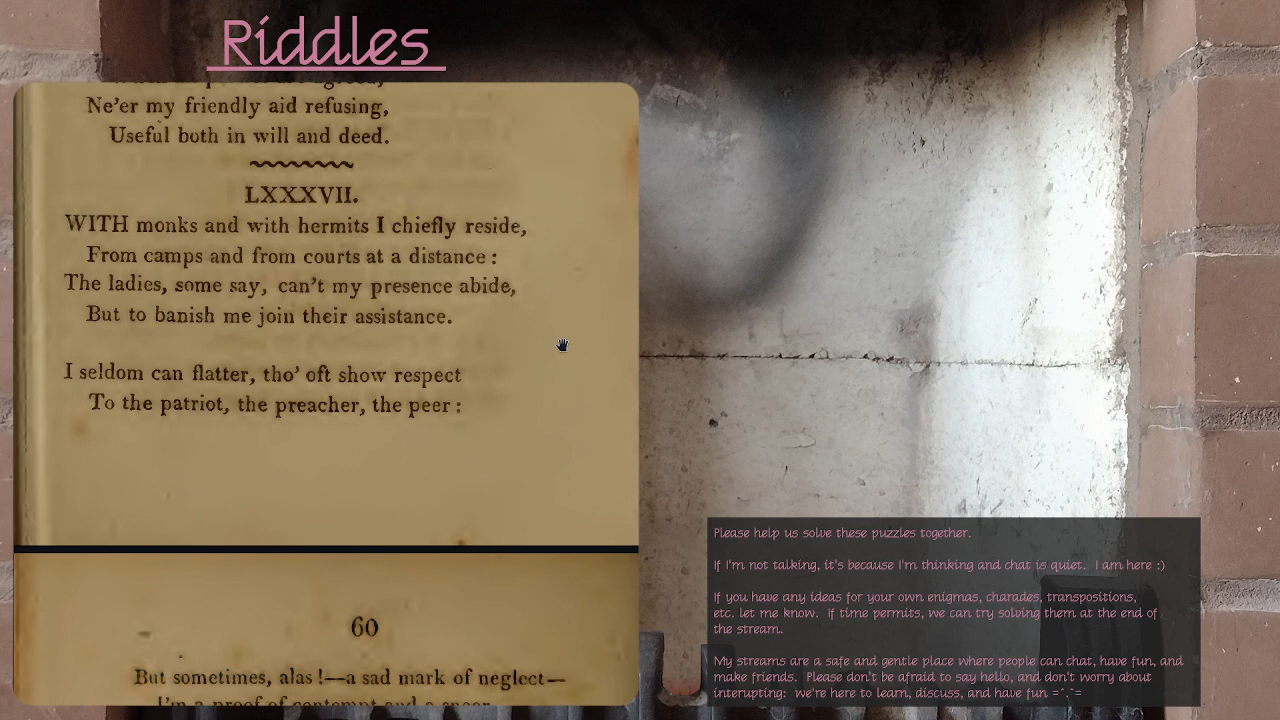 Riddles
Ne'er my friendly aid refusing,
Useful both in will and deed.
LXXXVII.
WITH monks and with hermits I chiefly reside,
From camps and from courts at a distance :
The ladies, some say, can't my presence abide,
But to banish me join their assistance.
I seldom can flatter, tho' oft show respect
To the patriot, the preacher, the peer :
60
But sometimes, alas !—a sad mark of neglect—
I'm a proof of contempt and a sneer
Please help us solve these puzzles together.
If I'm not talking, it's because I'm thinking and chat is quiet. I am here :)
If you have any ideas for your own enigmas, charades, transpositions,
etc. let me know. If time permits, we can try solving them at the end of
the stream.
My streams are a safe and gentle place where people can chat, have fun, and
make friends. Please don't be afraid to say hello, and don't worry about
interupting: we're here to learn, discuss, and have fun =^.^=